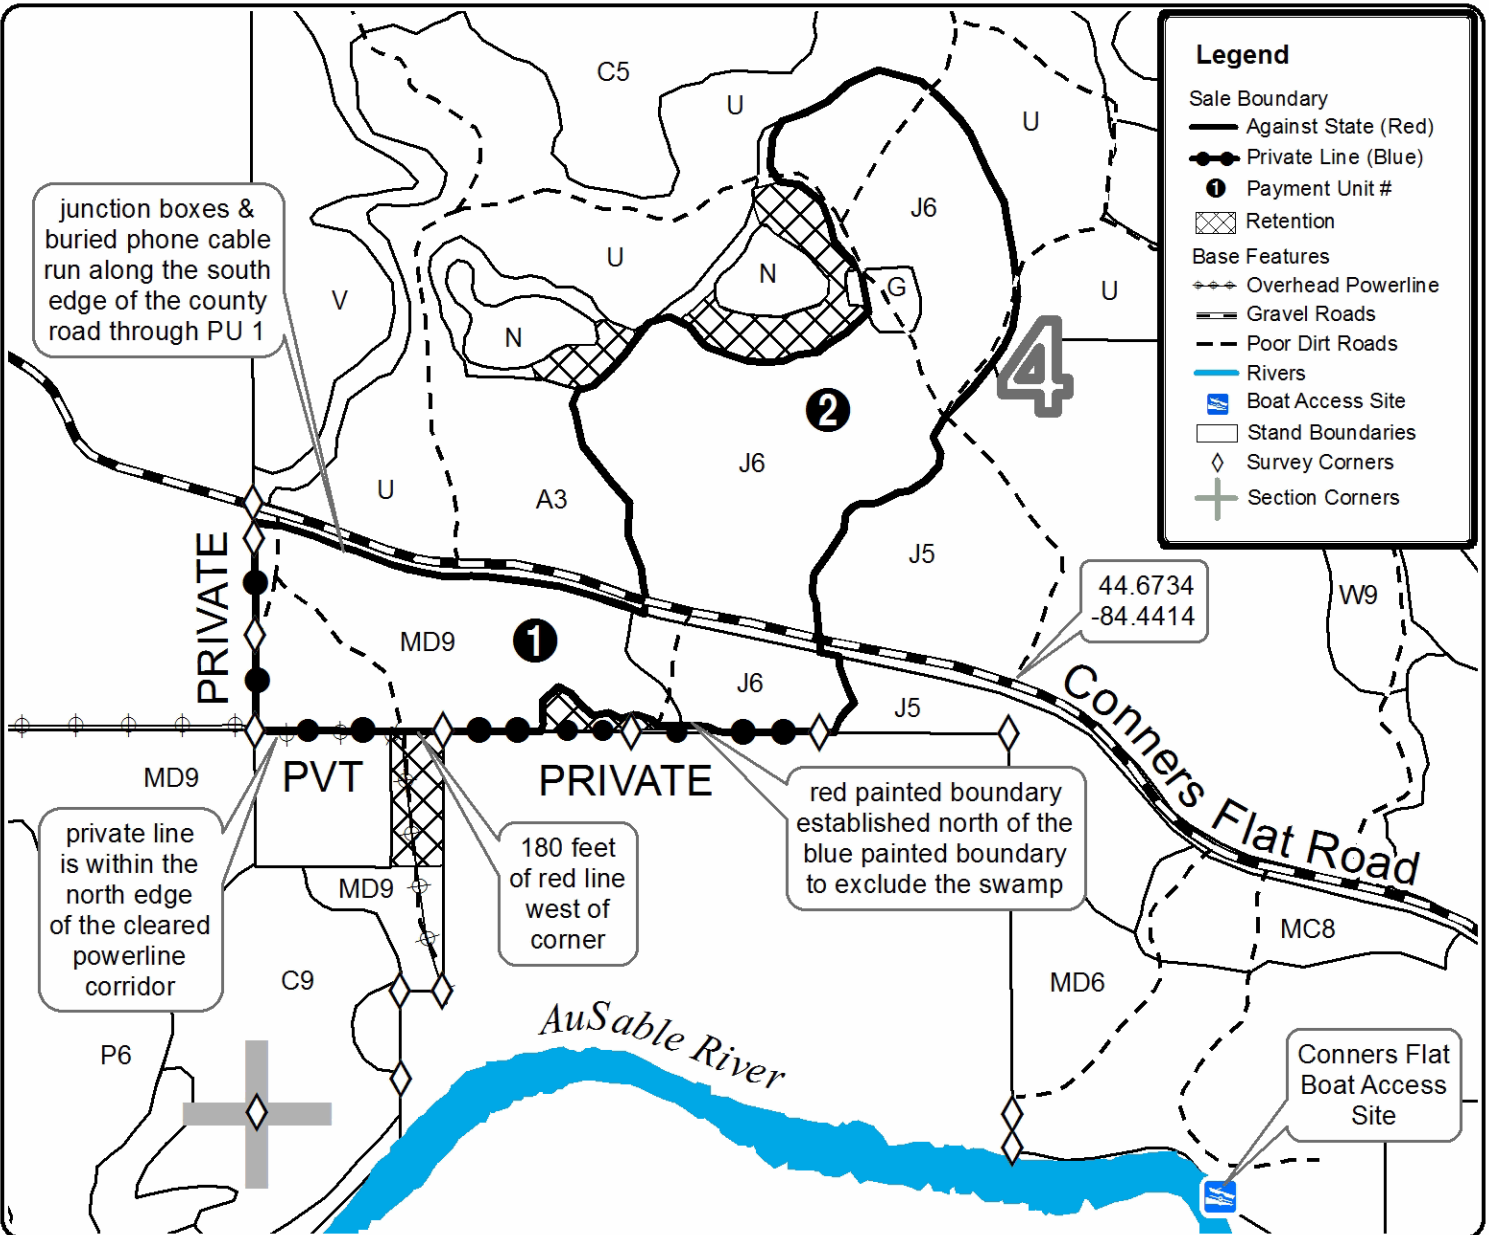 C5
U
U
J6
U
N
G
U
V
N
junction boxes &
buried phone cable
run along the south
edge of the county
road through PU 1
Legend
Sale Boundary
Against State (Red)
Private Line (Blue)
1 Payment Unit #
Retention
Base Features
Overhead Powerline
Gravel Roads
Poor Dirt Roads
Rivers
Boat Access Site
Stand Boundaries
Survey Corners
Section Corners
4
2
J6
U
A3
J5
W9
44.6734
-84.4414
PRIVATE
MD9
1
J6
J5
Conners Flat Road
MD9
PVT
PRIVATE
private line
is within the
north edge
of the cleared
powerline
corridor
180 feet
of red line
west of
corner
red painted boundary
established north of the
blue painted boundary
to exclude the swamp
MD9
C9
MC8
MD6
P6
AuSable River
Conners Flat
Boat Access
Site